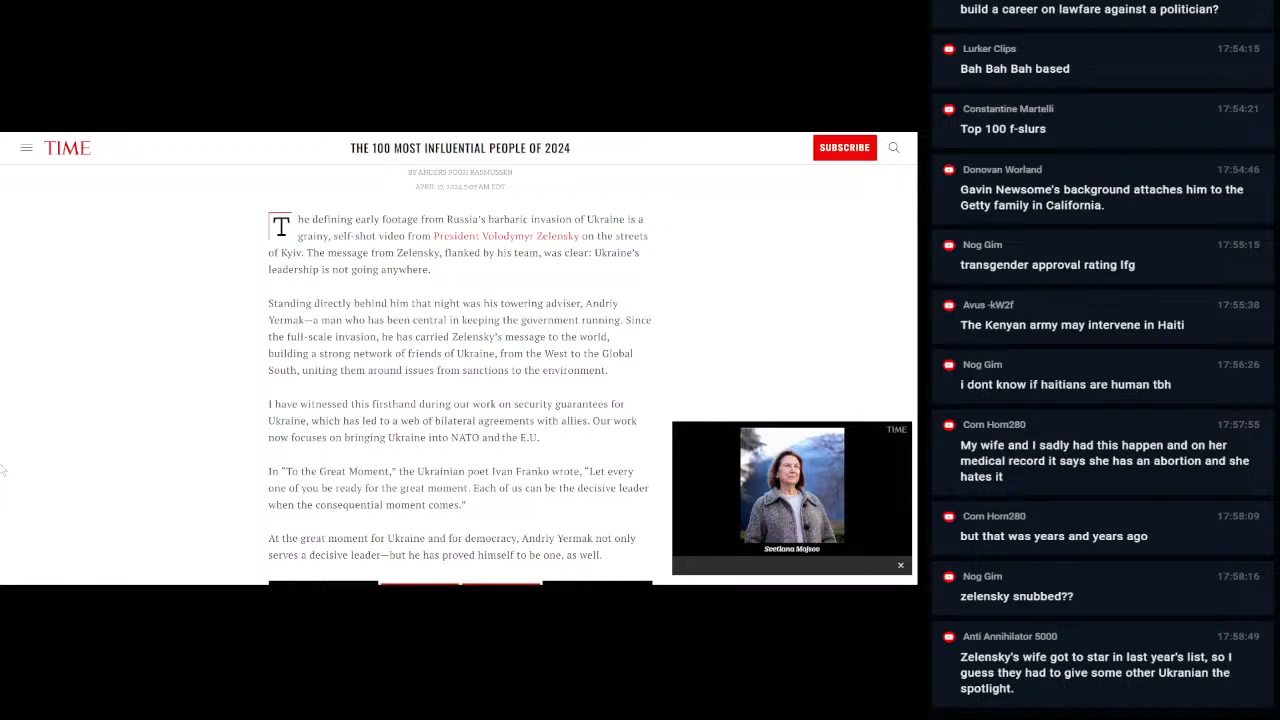 TIME
THE 100 MOST INFLUENTIAL PEOPLE OF 2024
SUBSCRIBE
BY ANDERS FOGH RASMUSSEN
APRIL 17, 2024 7:07 AM EDT
The defining early footage from Russia's barbaric invasion of Ukraine is a
grainy, self-shot video from President Volodymyr Zelensky on the streets
of Kyiv. The message from Zelensky, flanked by his team, was clear: Ukraine's
leadership is not going anywhere.
Standing directly behind him that night was his towering adviser, Andriy
Yermak—a man who has been central in keeping the government running. Since
the full-scale invasion, he has carried Zelensky's message to the world,
building a strong network of friends of Ukraine, from the West to the Global
South, uniting them around issues from sanctions to the environment.
I have witnessed this firsthand during our work on security guarantees for
Ukraine, which has led to a web of bilateral agreements with allies. Our work
now focuses on bringing Ukraine into NATO and the E.U.
In “To the Great Moment,” the Ukrainian poet Ivan Franko wrote, “Let every
one of you be ready for the great moment. Each of us can be the decisive leader
when the consequential moment comes.”
At the great moment for Ukraine and for democracy, Andriy Yermak not only
serves a decisive leader—but he has proved himself to be one, as well.
TIME
Svetlana Mojsov
build a career on lawfare against a politician?
Lurker Clips 17:54:15
Bah Bah Bah based
Constantine Martelli 17:54:21
Top 100 f-slurs
Donovan Worland 17:54:46
Gavin Newsome's background attaches him to the
Getty family in California.
Nog Gim 17:55:15
transgender approval rating lfg
Avus -kW2f 17:55:38
The Kenyan army may intervene in Haiti
Nog Gim 17:56:26
i dont know if haitians are human tbh
Corn Horn280 17:57:55
My wife and I sadly had this happen and on her
medical record it says she has an abortion and she
hates it
Corn Horn280 17:58:09
but that was years and years ago
Nog Gim 17:58:16
zelensky snubbed??
Anti Annihilator 5000 17:58:49
Zelensky's wife got to star in last year's list, so I
guess they had to give some other Ukranian the
spotlight.